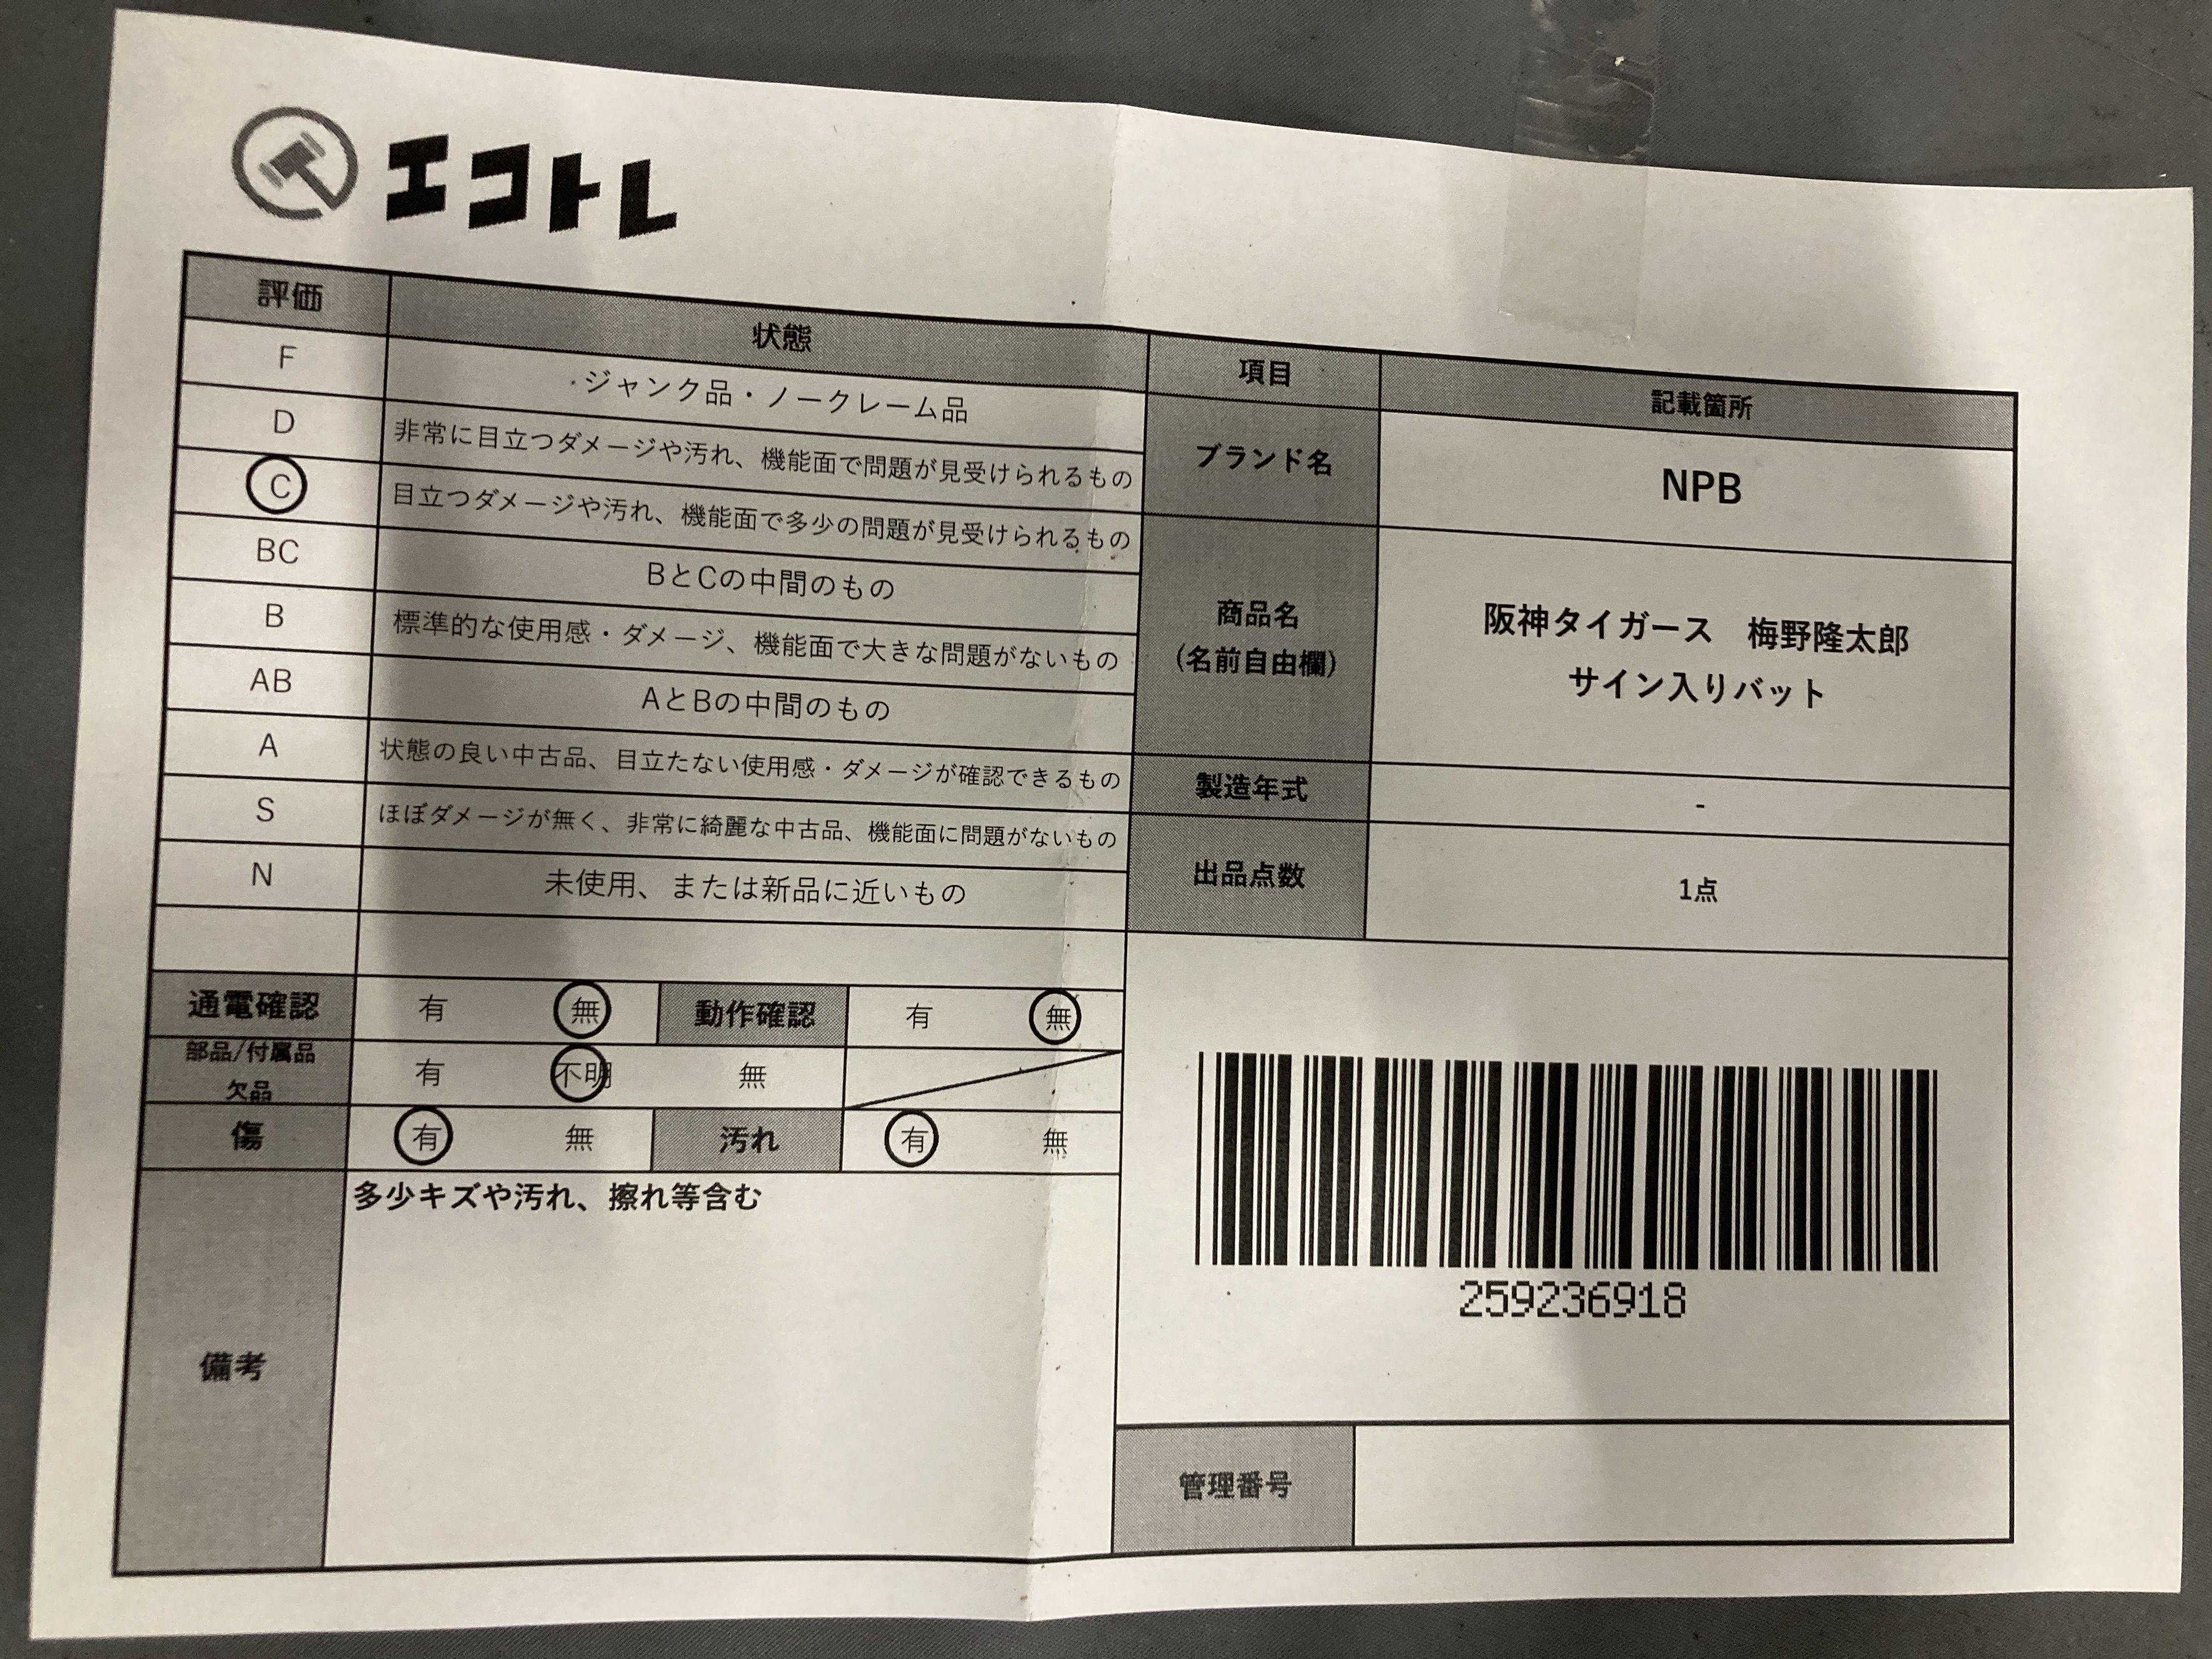 エコトレ
評価 状態
F ジャンク品・ノークレーム品
D 非常に目立つダメージや汚れ、機能面で問題が見受けられるもの
C 目立つダメージや汚れ、機能面で多少の問題が見受けられるもの
BC BとCの中間のもの
B 標準的な使用感・ダメージ、機能面で大きな問題がないもの
AB AとBの中間のもの
A 状態の良い中古品、目立たない使用感・ダメージが確認できるもの
S ほぼダメージが無く、非常に綺麗な中古品、機能面に問題がないもの
N 未使用、または新品に近いもの
通電確認 有 無 動作確認 有 無
部品/付属品
欠品 有 不明 無
傷 有 無 汚れ 有 無
備考 多少キズや汚れ、擦れ等含む
項目 記載箇所
ブランド名 NPB
商品名
(名前自由欄)
阪神タイガース 梅野隆太郎
サイン入りバット
製造年式 -
出品点数 1点
259236918
管理番号